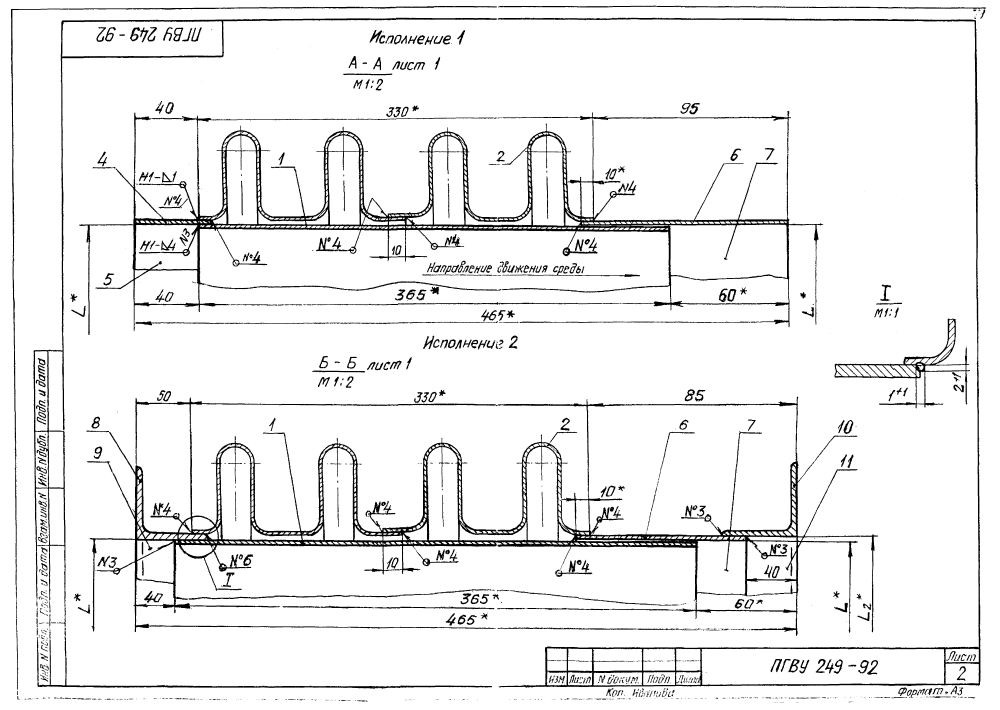 ПГВУ 249-92
Исполнение 1
А-А лист 1
М1:2
40
330*
95
4
Н1-⊿1
№4
1
2
10*
№4
6
7
№3
Н1-⊿4
№4
№4
10
№4
№4
5
Направление движения среды
L*
L*
40
365*
60*
465*
I
М1:1
1+1
2+1
Исполнение 2
Б-Б лист 1
М1:2
50
330*
85
8
9
1
2
6
7
10
11
№4
№4
10*
№4
№3
№3
№6
I
10
№4
№4
№3
40
L*
40
365*
60*
465*
L*
L2*
Инв. № подл.
Подп. и дата
Взам. инв. №
Инв. № дубл.
Подп. и дата
Изм Лист № докум. Подп. Дата
ПГВУ 249-92
Лист
2
Коп. Иванова
Формат А3